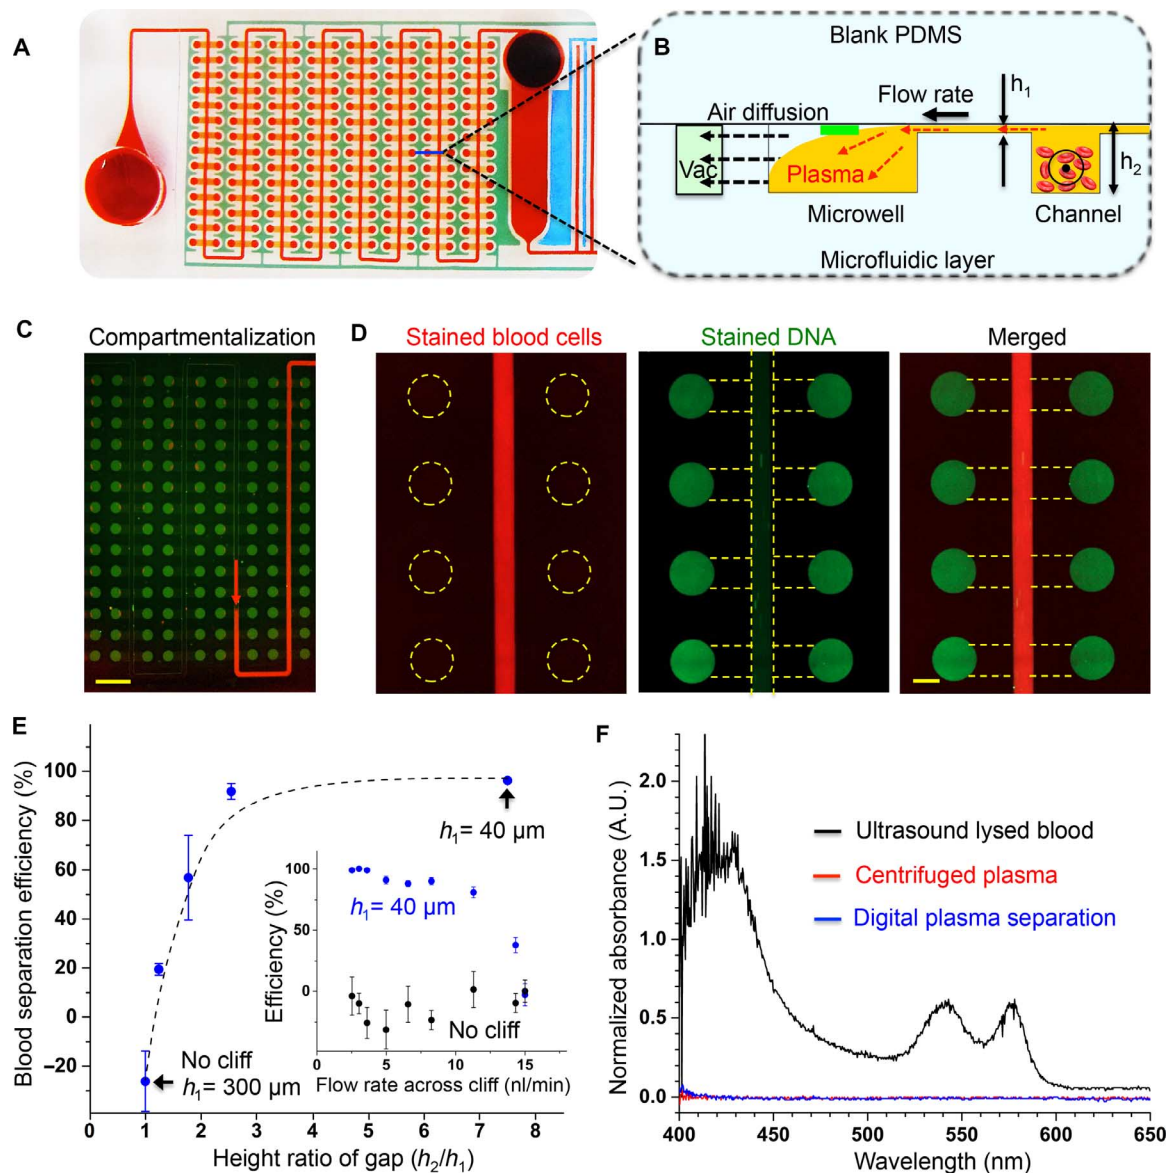 A
B
Blank PDMS
Air diffusion
Flow rate
h1
Vac
Plasma
h2
Microwell
Channel
Microfluidic layer
C
Compartmentalization
D
Stained blood cells
Stained DNA
Merged
E
Blood separation efficiency (%)
100
80
60
40
20
0
−20
No cliff
h1= 300 µm
h1= 40 µm
Efficiency (%)
100
50
0
h1= 40 µm
No cliff
0 5 10 15
Flow rate across cliff (nl/min)
0 1 2 3 4 5 6 7 8
Height ratio of gap (h2/h1)
F
Normalized absorbance (A.U.)
2.0
1.5
1.0
0.5
0.0
Ultrasound lysed blood
Centrifuged plasma
Digital plasma separation
400 450 500 550 600 650
Wavelength (nm)